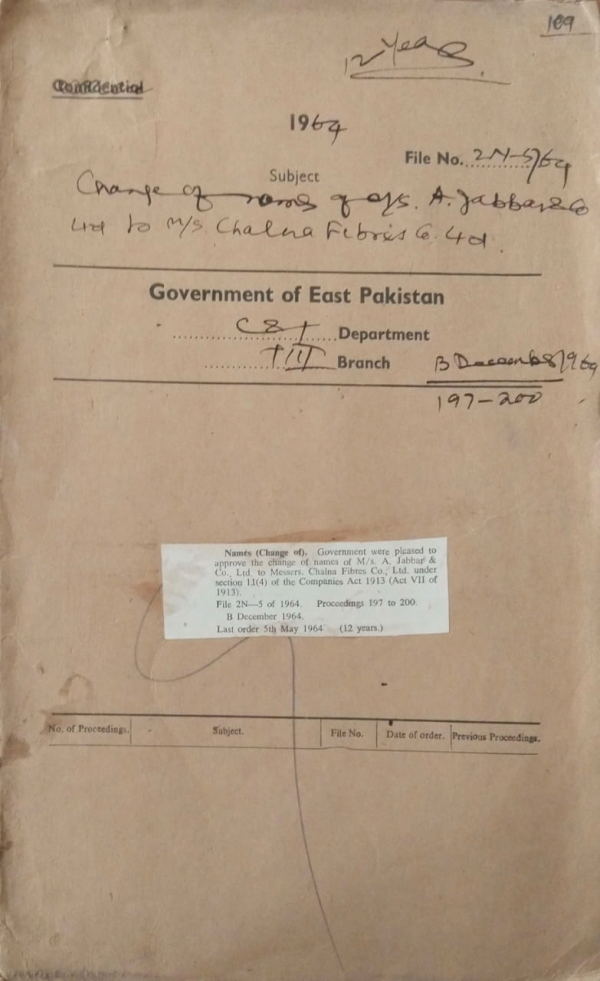 109
12 Years.
Confidential
1964
File No. 2N-5/64
Subject
Change of names of M/s. A. Jabbar & Co
Ltd to M/s. Chalna Fibres Co. Ltd.
Government of East Pakistan
C&I Department
TIII Branch
B December/1964
197-200
Names (Change of). Government were pleased to
approve the change of names of M/s. A. Jabbar &
Co., Ltd. to Messers. Chalna Fibres Co., Ltd. under
section 11(4) of the Companies Act 1913 (Act VII of
1913).
File 2N—5 of 1964. Proceedings 197 to 200.
B December 1964.
Last order 5th May 1964 (12 years.)
No. of Proceedings. Subject. File No. Date of order. Previous Proceedings.